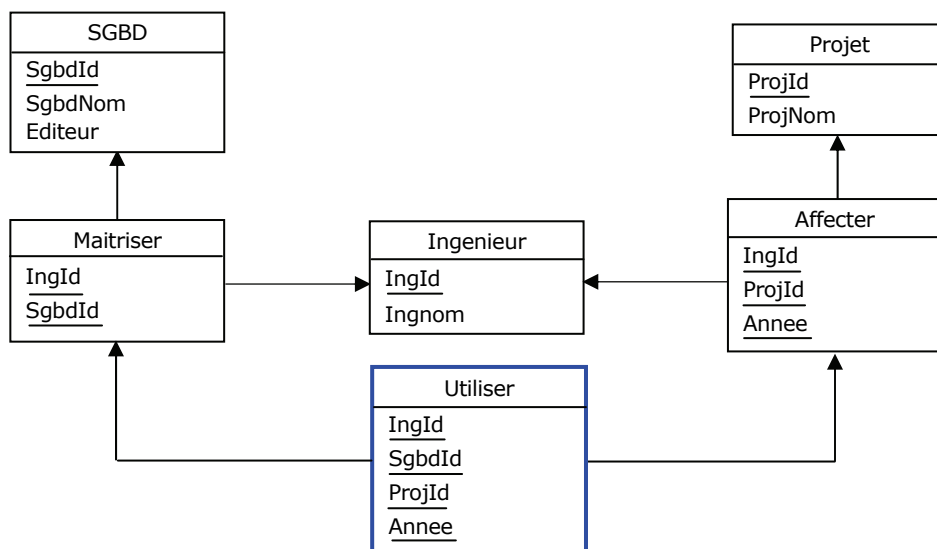 SGBD
SgbdId
SgbdNom
Editeur
Projet
ProjId
ProjNom
Maitriser
IngId
SgbdId
Ingenieur
IngId
Ingnom
Affecter
IngId
ProjId
Annee
Utiliser
IngId
SgbdId
ProjId
Annee